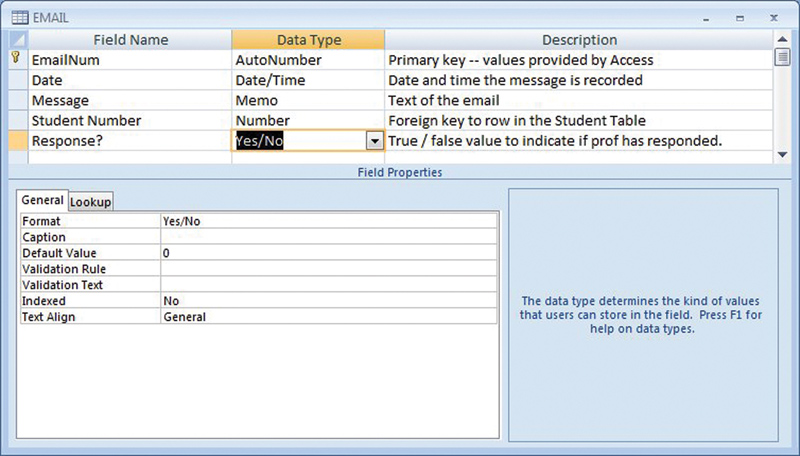 EMAIL
Field Name Data Type Description
EmailNum AutoNumber Primary key -- values provided by Access
Date Date/Time Date and time the message is recorded
Message Memo Text of the email
Student Number Number Foreign key to row in the Student Table
Response? Yes/No True / false value to indicate if prof has responded.
Field Properties
General Lookup
Format Yes/No
Caption
Default Value 0
Validation Rule
Validation Text
Indexed No
Text Align General
The data type determines the kind of values
that users can store in the field. Press F1 for
help on data types.